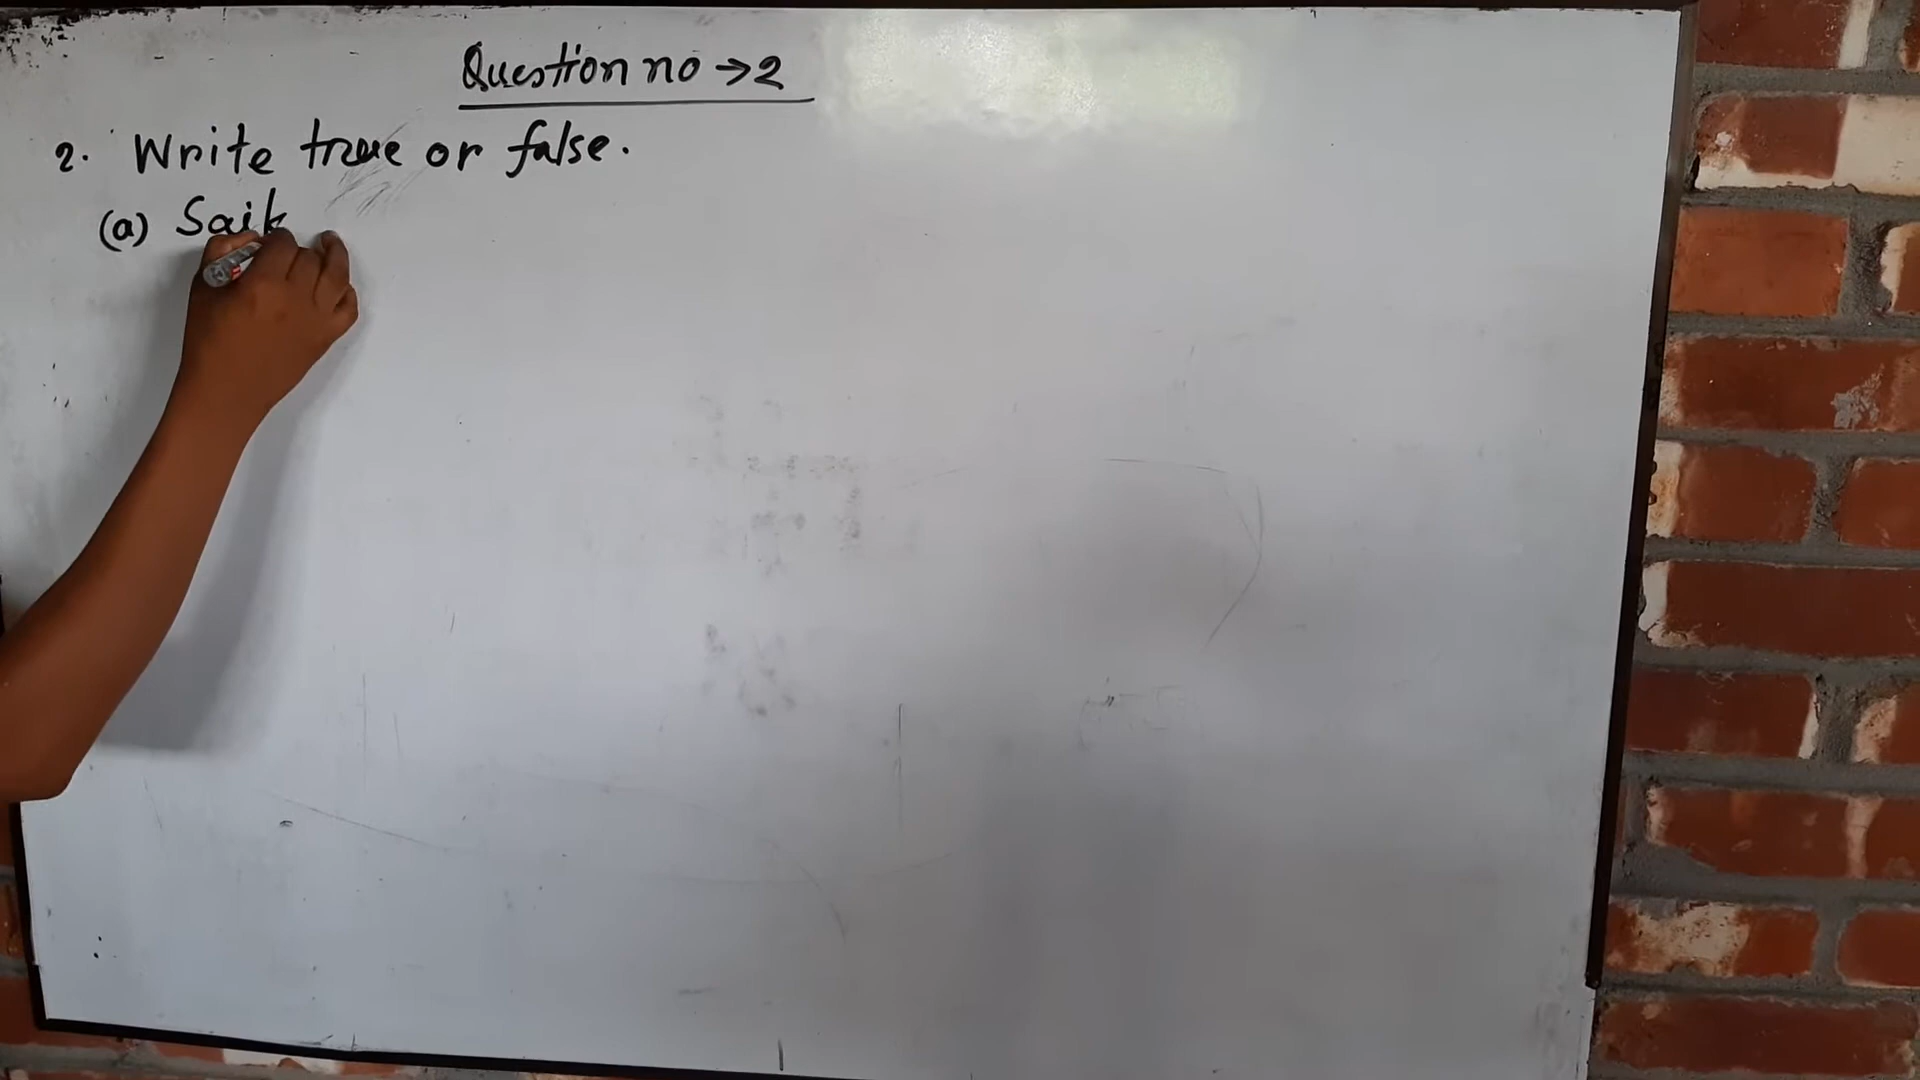 Question no → 2
2. Write true or false.
(a) Saik